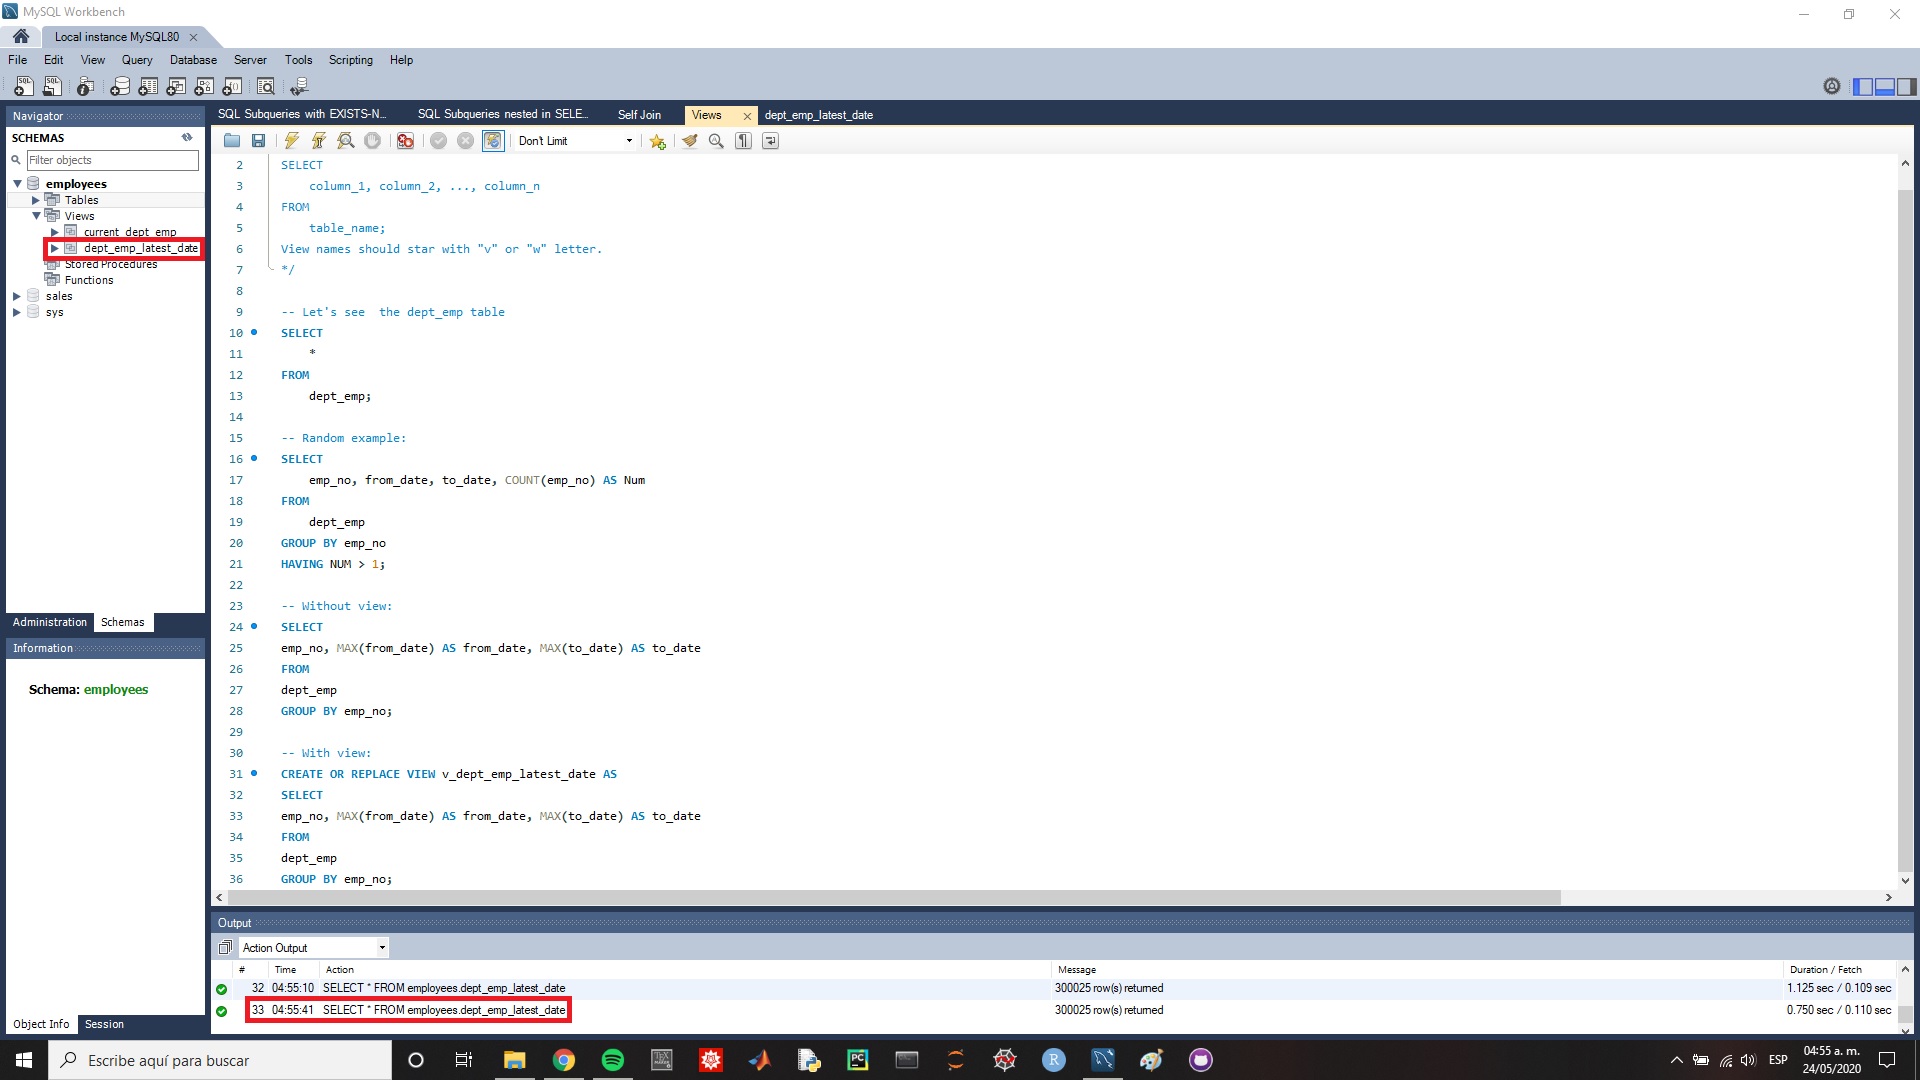 MySQL Workbench
Local instance MySQL80
File Edit View Query Database Server Tools Scripting Help
Navigator
SCHEMAS
Filter objects
employees
Tables
Views
current_dept_emp
dept_emp_latest_date
Stored Procedures
Functions
sales
sys
Administration Schemas
Information
Schema: employees
Object Info Session
SQL Subqueries with EXISTS-N... SQL Subqueries nested in SELE... Self Join Views dept_emp_latest_date
Don't Limit
2 SELECT
3 column_1, column_2, ..., column_n
4 FROM
5 table_name;
6 View names should star with "v" or "w" letter.
7 */
8
9 -- Let's see  the dept_emp table
10 SELECT
11 *
12 FROM
13 dept_emp;
14
15 -- Random example:
16 SELECT
17 emp_no, from_date, to_date, COUNT(emp_no) AS Num
18 FROM
19 dept_emp
20 GROUP BY emp_no
21 HAVING NUM > 1;
22
23 -- Without view:
24 SELECT
25 emp_no, MAX(from_date) AS from_date, MAX(to_date) AS to_date
26 FROM
27 dept_emp
28 GROUP BY emp_no;
29
30 -- With view:
31 CREATE OR REPLACE VIEW v_dept_emp_latest_date AS
32 SELECT
33 emp_no, MAX(from_date) AS from_date, MAX(to_date) AS to_date
34 FROM
35 dept_emp
36 GROUP BY emp_no;
Output
Action Output
# Time Action Message Duration / Fetch
32 04:55:10 SELECT * FROM employees.dept_emp_latest_date 300025 row(s) returned 1.125 sec / 0.109 sec
33 04:55:41 SELECT * FROM employees.dept_emp_latest_date 300025 row(s) returned 0.750 sec / 0.110 sec
Escribe aquí para buscar
ESP
04:55 a. m.
24/05/2020